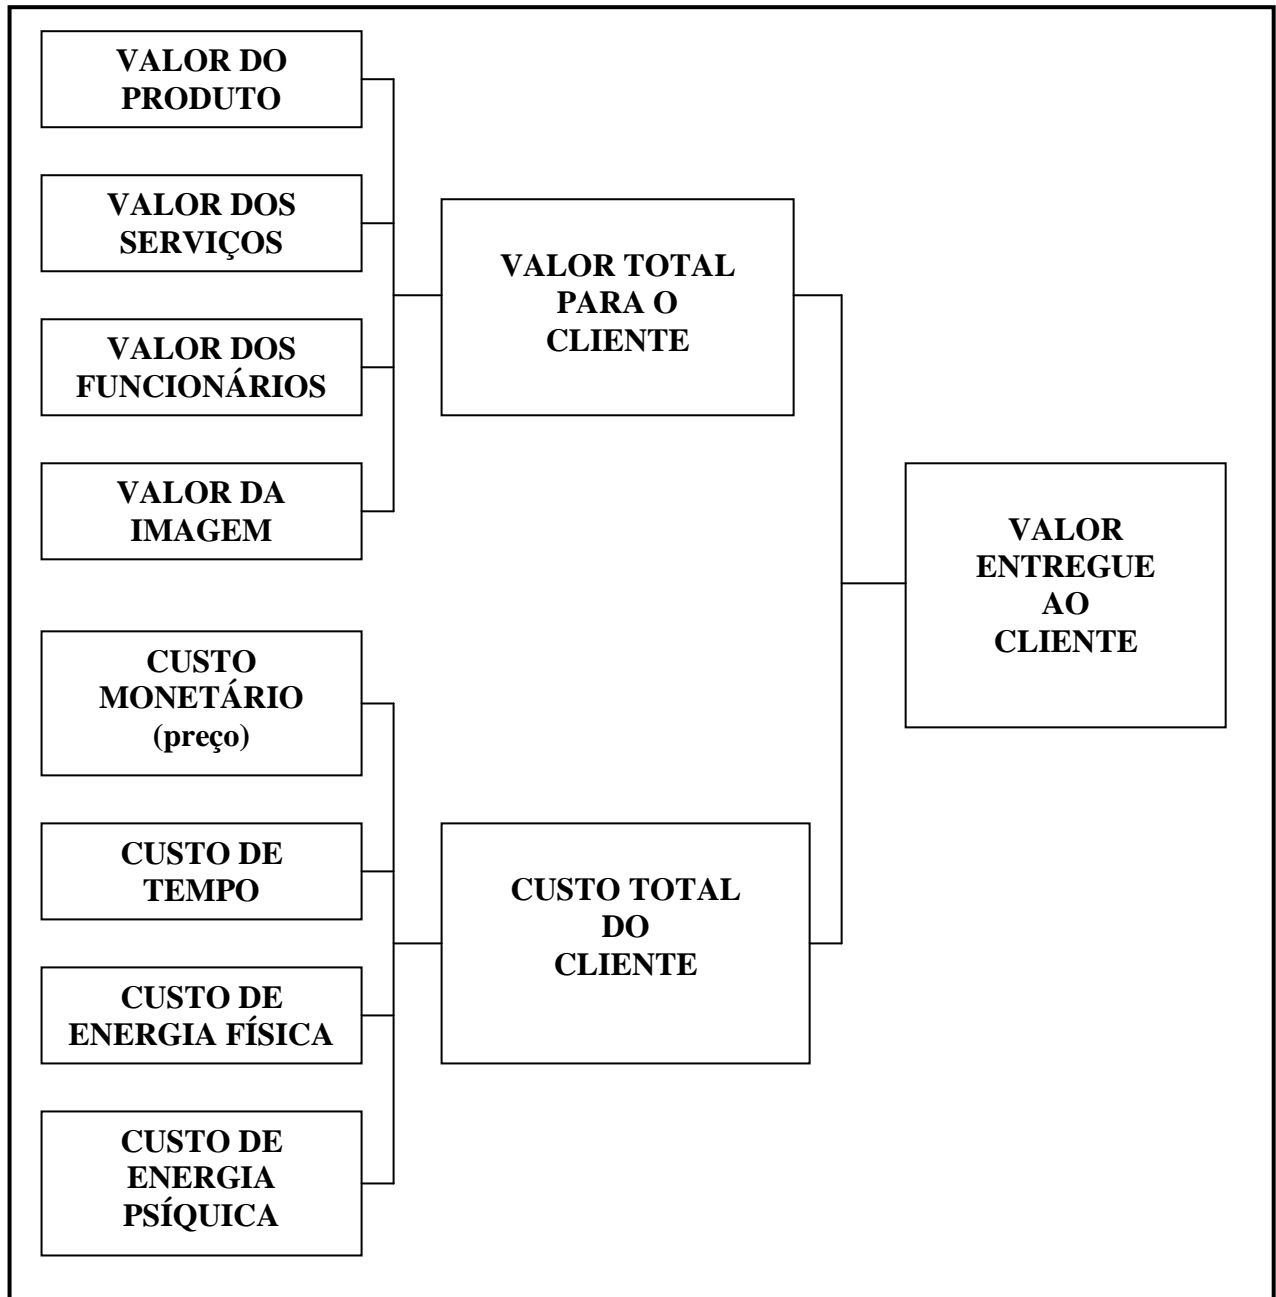 VALOR DO
PRODUTO
VALOR DOS
SERVIÇOS
VALOR DOS
FUNCIONÁRIOS
VALOR DA
IMAGEM
VALOR TOTAL
PARA O
CLIENTE
CUSTO
MONETÁRIO
(preço)
CUSTO DE
TEMPO
CUSTO DE
ENERGIA FÍSICA
CUSTO DE
ENERGIA
PSÍQUICA
CUSTO TOTAL
DO
CLIENTE
VALOR
ENTREGUE
AO
CLIENTE